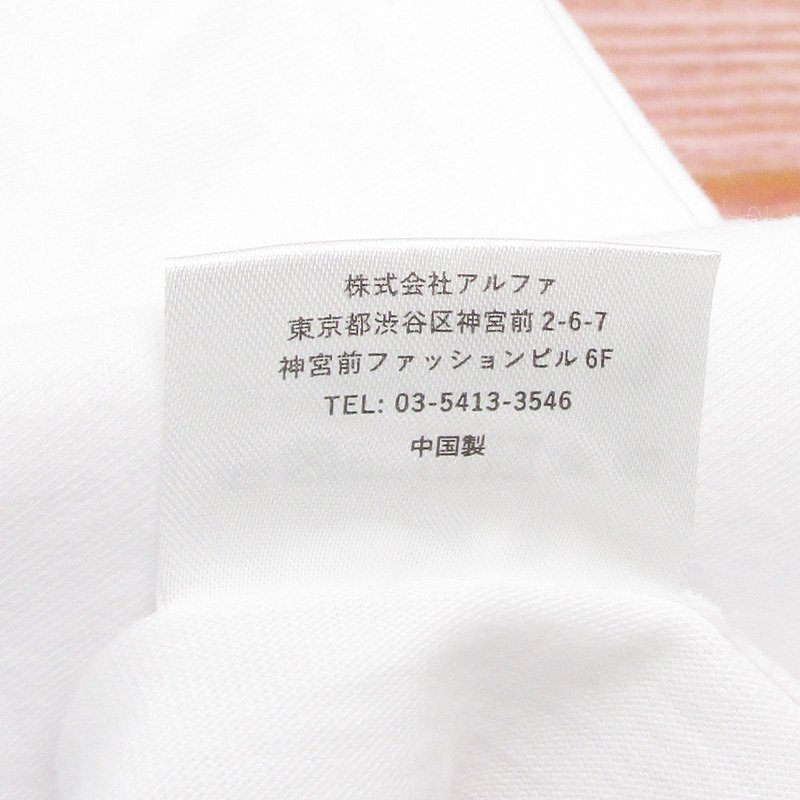 株式会社アルファ
東京都渋谷区神宮前 2-6-7
神宮前ファッションビル 6F
TEL: 03-5413-3546
中国製